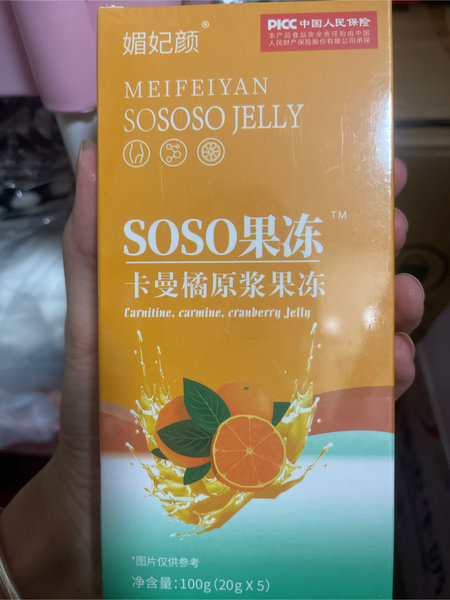 媚妃颜®
PICC 中国人民保险
本产品食品安全责任险由中国
人民财产保险股份有限公司承保
MEIFEIYAN
SOSOSO JELLY
SOSO果冻™
卡曼橘原浆果冻
Carnitine, carmine, cranberry Jelly
*图片仅供参考
净含量：100g（20g X 5）